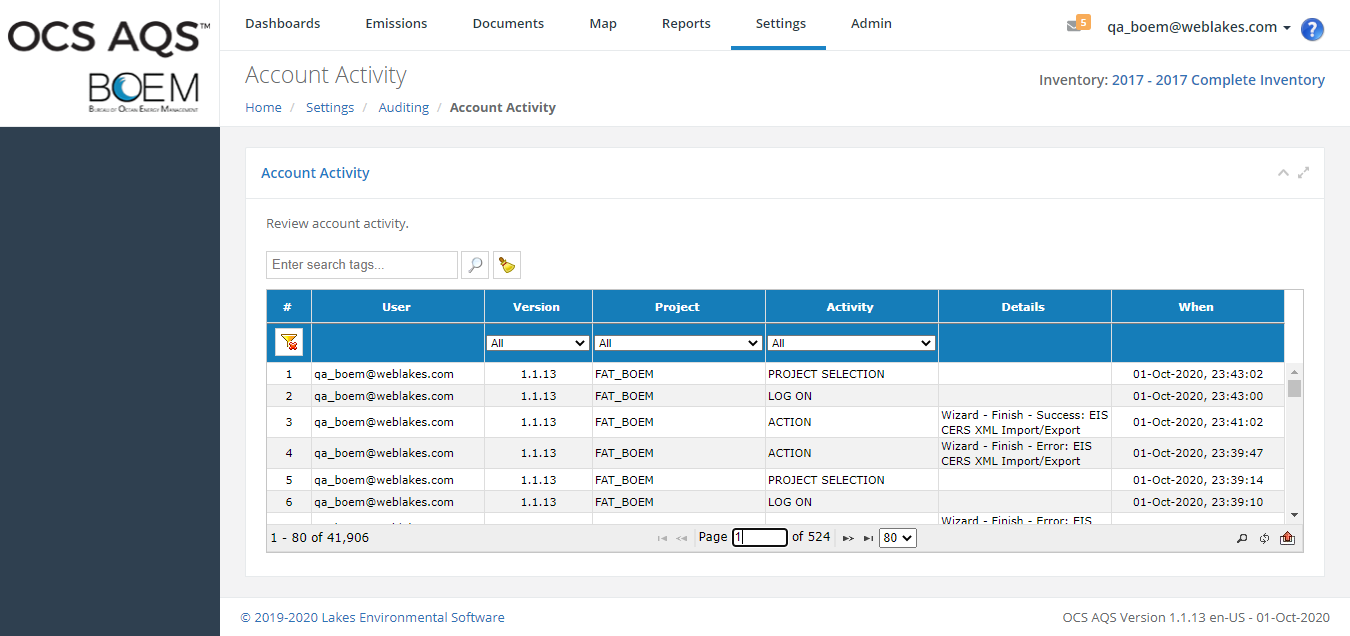 OCS AQS™
BOEM
BUREAU OF OCEAN ENERGY MANAGEMENT
Dashboards Emissions Documents Map Reports Settings Admin
5 qa_boem@weblakes.com ?
Account Activity
Inventory: 2017 - 2017 Complete Inventory
Home / Settings / Auditing / Account Activity
Account Activity
Review account activity.
Enter search tags...
# User Version Project Activity Details When
All All All
1 qa_boem@weblakes.com 1.1.13 FAT_BOEM PROJECT SELECTION 01-Oct-2020, 23:43:02
2 qa_boem@weblakes.com 1.1.13 FAT_BOEM LOG ON 01-Oct-2020, 23:43:00
3 qa_boem@weblakes.com 1.1.13 FAT_BOEM ACTION Wizard - Finish - Success: EIS 01-Oct-2020, 23:41:02
CERS XML Import/Export
4 qa_boem@weblakes.com 1.1.13 FAT_BOEM ACTION Wizard - Finish - Error: EIS 01-Oct-2020, 23:39:47
CERS XML Import/Export
5 qa_boem@weblakes.com 1.1.13 FAT_BOEM PROJECT SELECTION 01-Oct-2020, 23:39:14
6 qa_boem@weblakes.com 1.1.13 FAT_BOEM LOG ON 01-Oct-2020, 23:39:10
Wizard - Finish - Error: EIS
1 - 80 of 41,906 Page 1 of 524 80
© 2019-2020 Lakes Environmental Software
OCS AQS Version 1.1.13 en-US - 01-Oct-2020